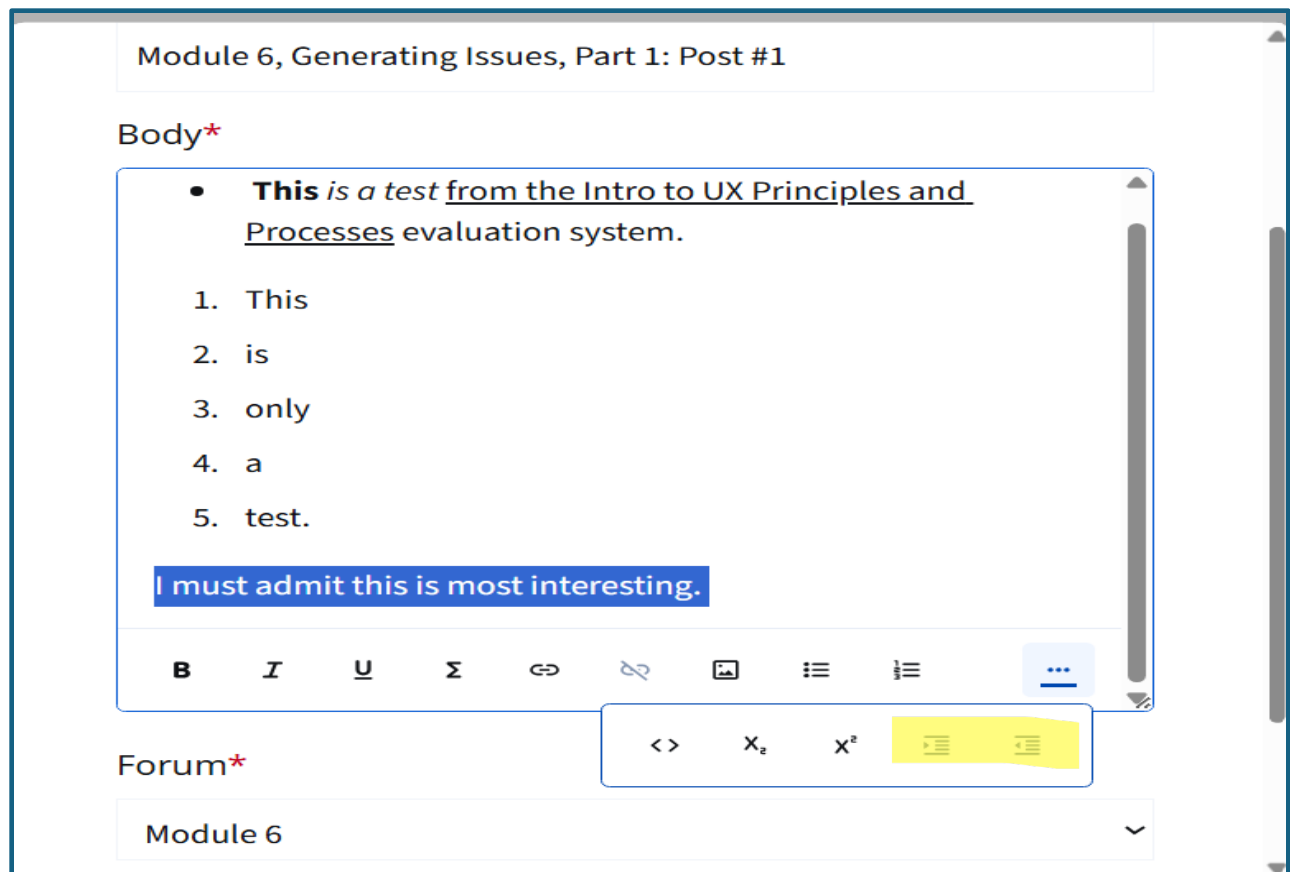 Module 6, Generating Issues, Part 1: Post #1
Body*
• This is a test from the Intro to UX Principles and
Processes evaluation system.
1. This
2. is
3. only
4. a
5. test.
I must admit this is most interesting.
B I U Σ
<> X₂ X²
Forum*
Module 6